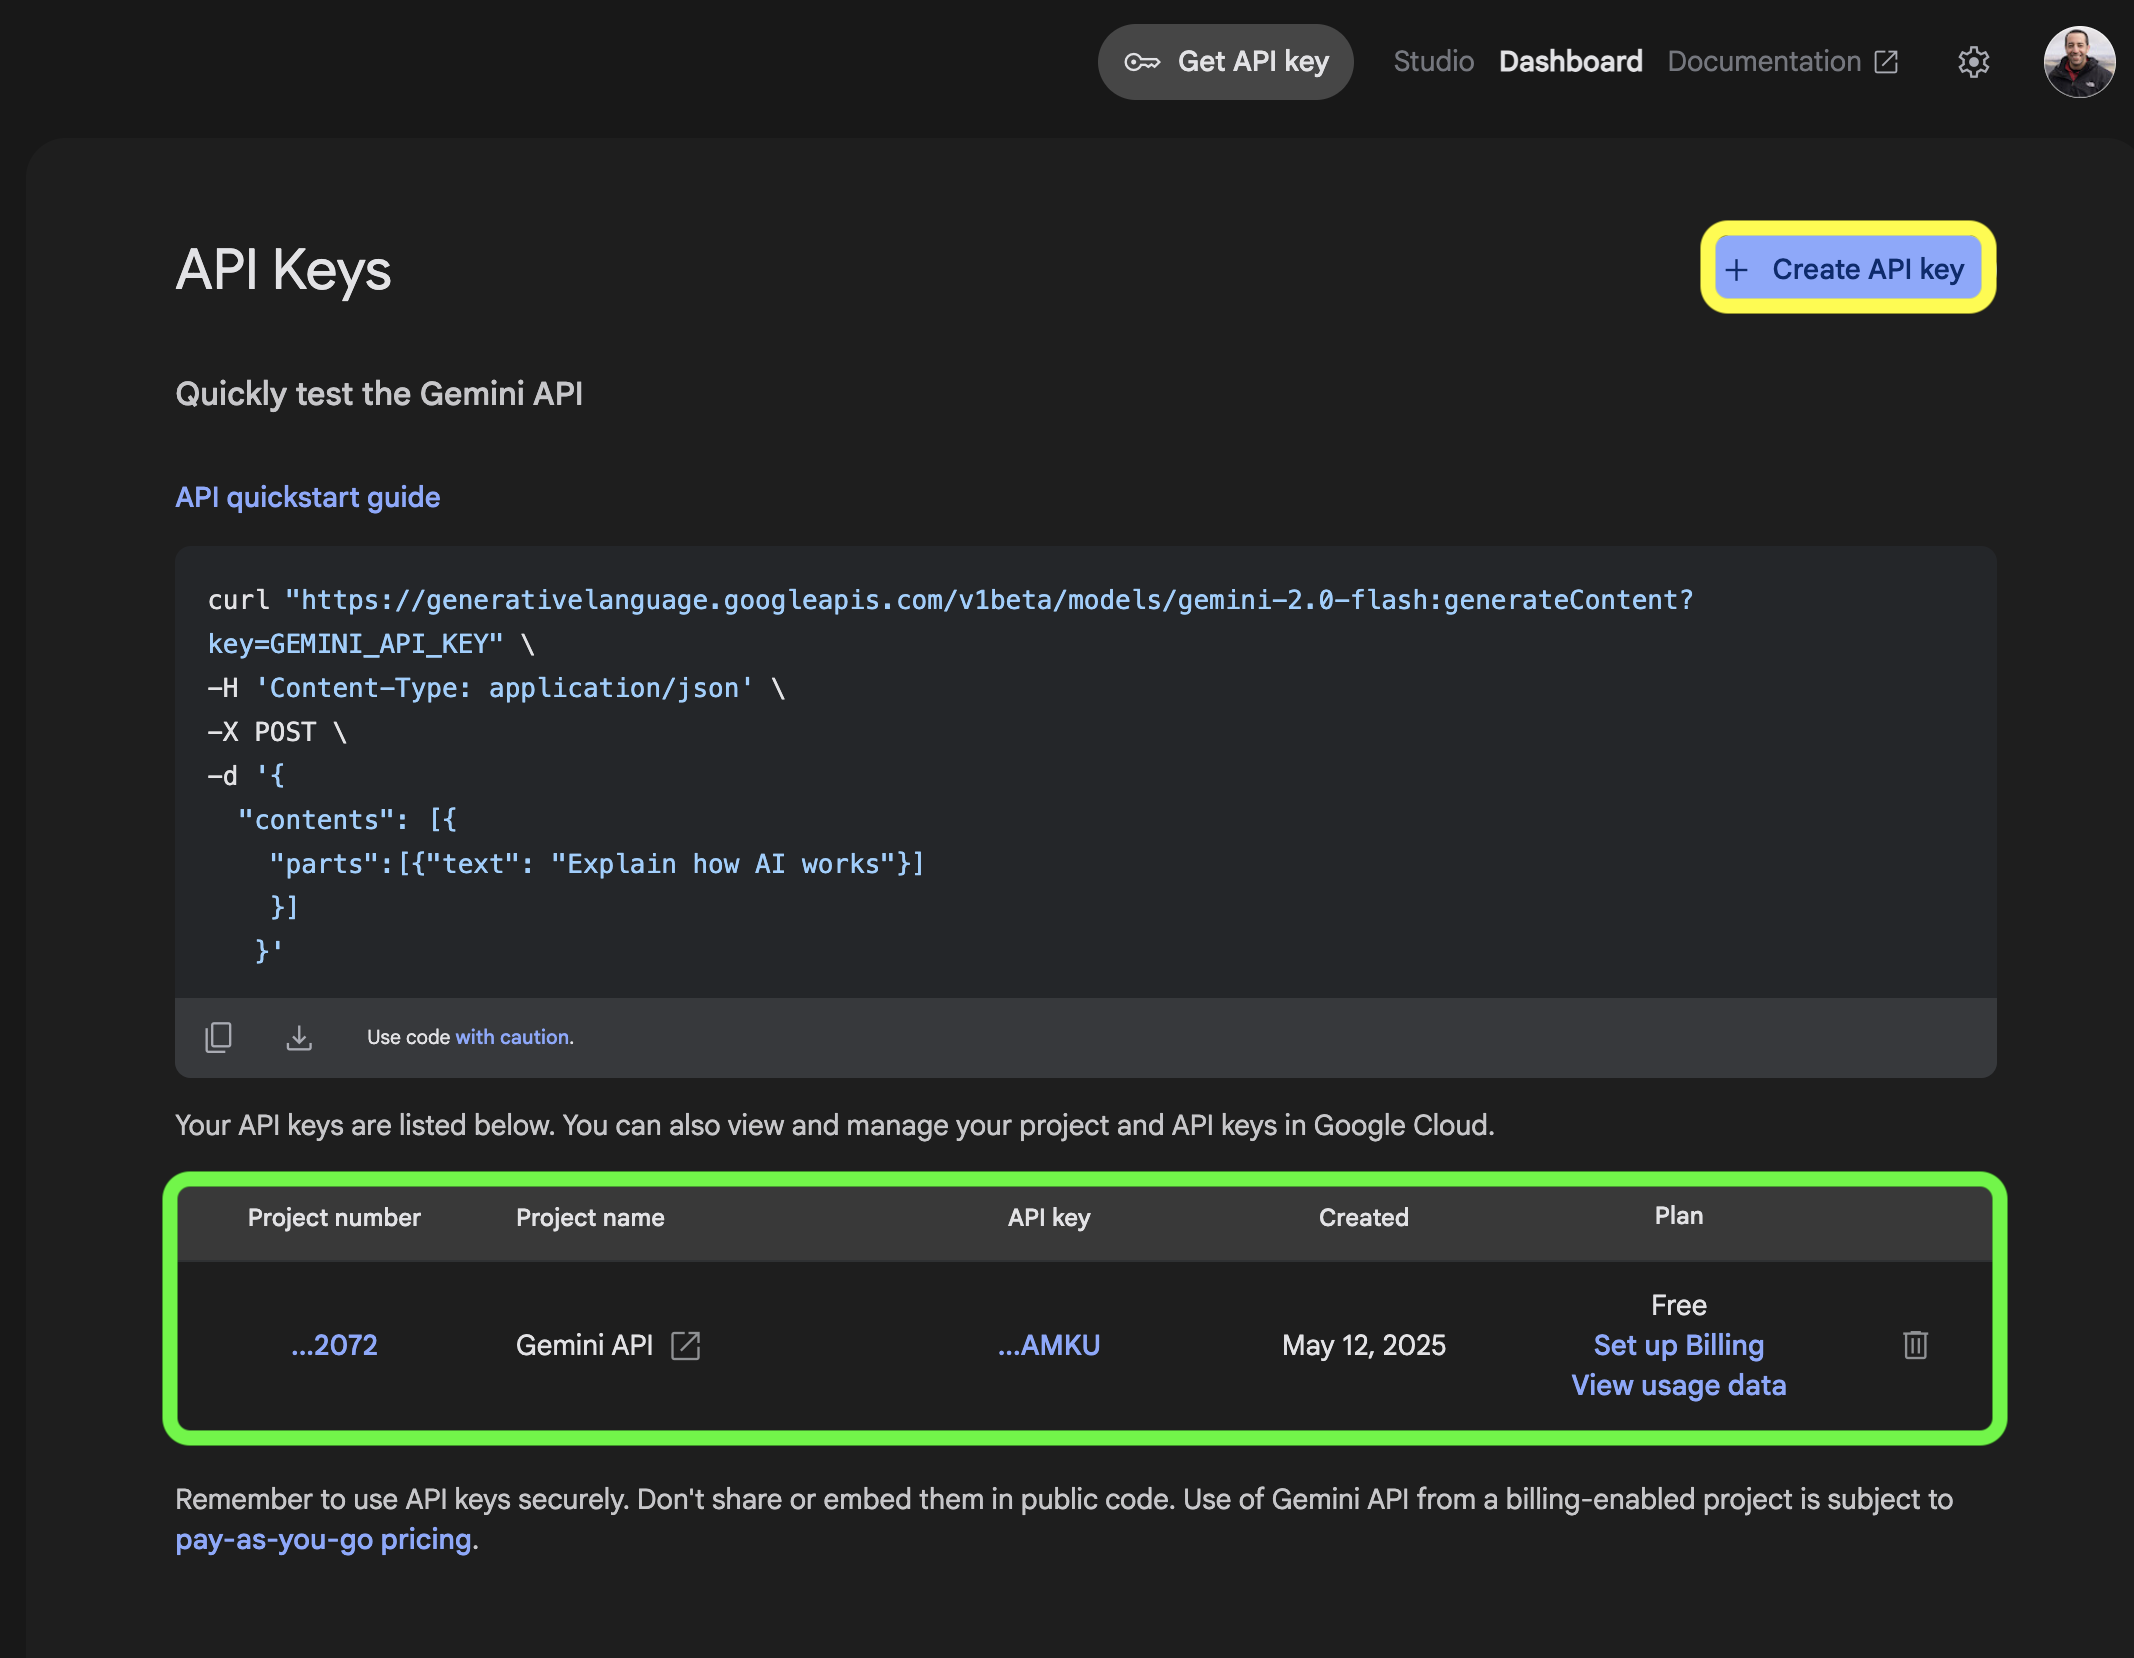 Get API key Studio Dashboard Documentation
API Keys
+ Create API key
Quickly test the Gemini API
API quickstart guide
curl "https://generativelanguage.googleapis.com/v1beta/models/gemini-2.0-flash:generateContent?
key=GEMINI_API_KEY" \
-H 'Content-Type: application/json' \
-X POST \
-d '{
  "contents": [{
    "parts":[{"text": "Explain how AI works"}]
    }]
   }'
Use code with caution.
Your API keys are listed below. You can also view and manage your project and API keys in Google Cloud.
Project number Project name API key Created Plan
Free
...2072 Gemini API ...AMKU May 12, 2025 Set up Billing
View usage data
Remember to use API keys securely. Don't share or embed them in public code. Use of Gemini API from a billing-enabled project is subject to
pay-as-you-go pricing.